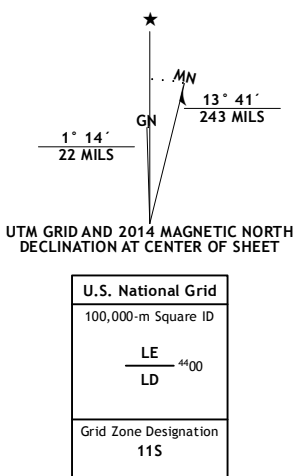 MN
GN
13° 41´
243 MILS
1° 14´
22 MILS
UTM GRID AND 2014 MAGNETIC NORTH
DECLINATION AT CENTER OF SHEET
U.S. National Grid
100,000-m Square ID
LE
4400
LD
Grid Zone Designation
11S